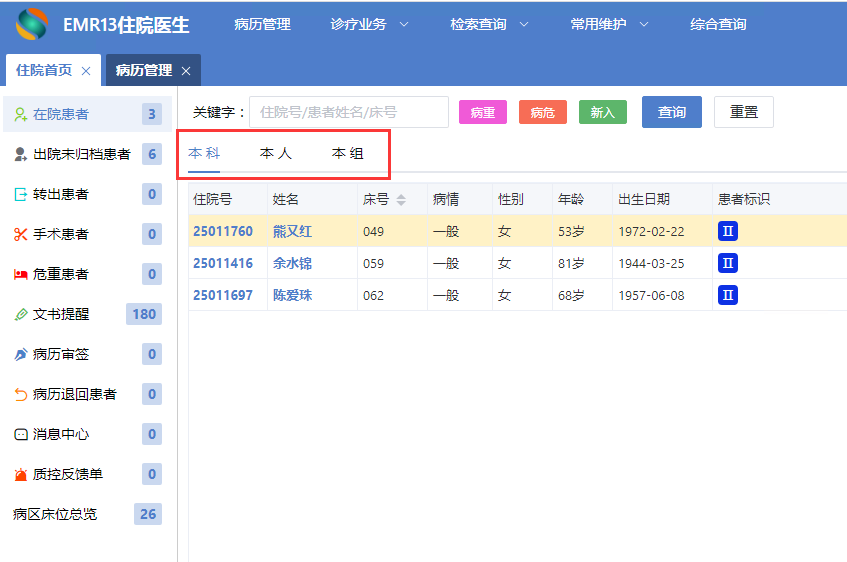 EMR13住院医生 病历管理 诊疗业务 检索查询 常用维护 综合查询
住院首页 病历管理
在院患者 3
出院未归档患者 6
转出患者 0
手术患者 0
危重患者 0
文书提醒 180
病历审签 0
病历退回患者 0
消息中心 0
质控反馈单 0
病区床位总览 26
关键字： 住院号/患者姓名/床号 病重 病危 新入 查询 重置
本科 本人 本组
住院号 姓名 床号 病情 性别 年龄 出生日期 患者标识
25011760 熊又红 049 一般 女 53岁 1972-02-22 II
25011416 余水锦 059 一般 女 81岁 1944-03-25 II
25011697 陈爱珠 062 一般 女 68岁 1957-06-08 II